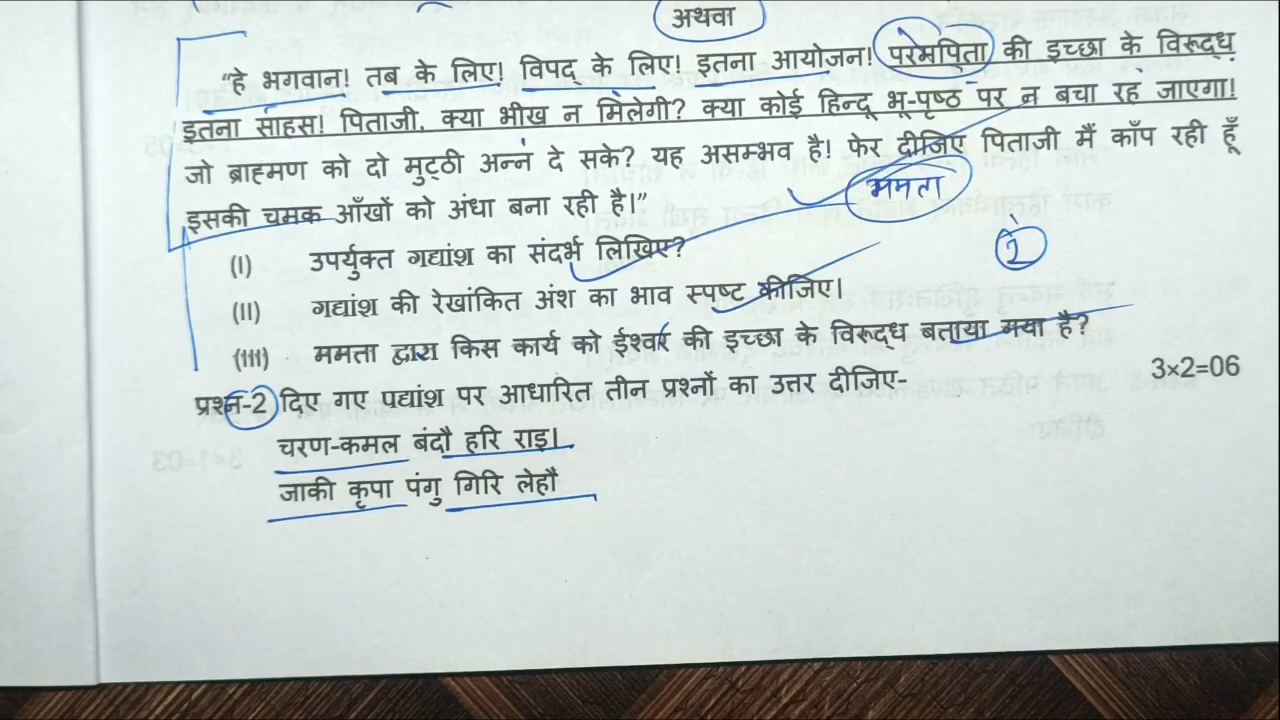 अथवा
“हे भगवान! तब के लिए! विपद् के लिए! इतना आयोजन! परमपिता की इच्छा के विरूद्ध
इतना साहस! पिताजी, क्या भीख न मिलेगी? क्या कोई हिन्दू भू-पृष्ठ पर न बचा रह जाएगा!
जो ब्राह्मण को दो मुट्ठी अन्न दे सके? यह असम्भव है! फेर दीजिए पिताजी मैं काँप रही हूँ
इसकी चमक आँखों को अंधा बना रही है।”
ममता
(I) उपर्युक्त गद्यांश का संदर्भ लिखिए?
1
(II) गद्यांश की रेखांकित अंश का भाव स्पष्ट कीजिए।
(III) ममता द्वारा किस कार्य को ईश्वर की इच्छा के विरूद्ध बताया गया है?
प्रश्न-2 दिए गए पद्यांश पर आधारित तीन प्रश्नों का उत्तर दीजिए- 3×2=06
चरण-कमल बंदौ हरि राइ।
जाकी कृपा पंगु गिरि लेहौ